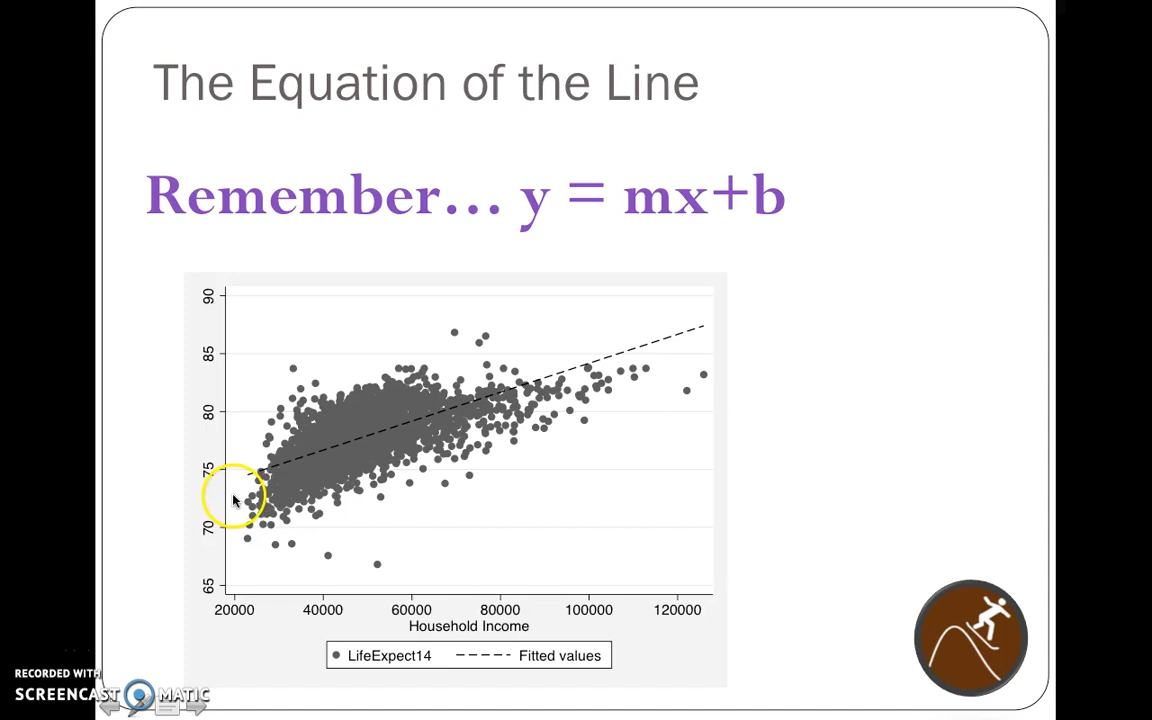 The Equation of the Line
Remember… y = mx+b
90
85
80
75
70
65
20000 40000 60000 80000 100000 120000
Household Income
LifeExpect14 Fitted values
RECORDED WITH
SCREENCAST MATIC